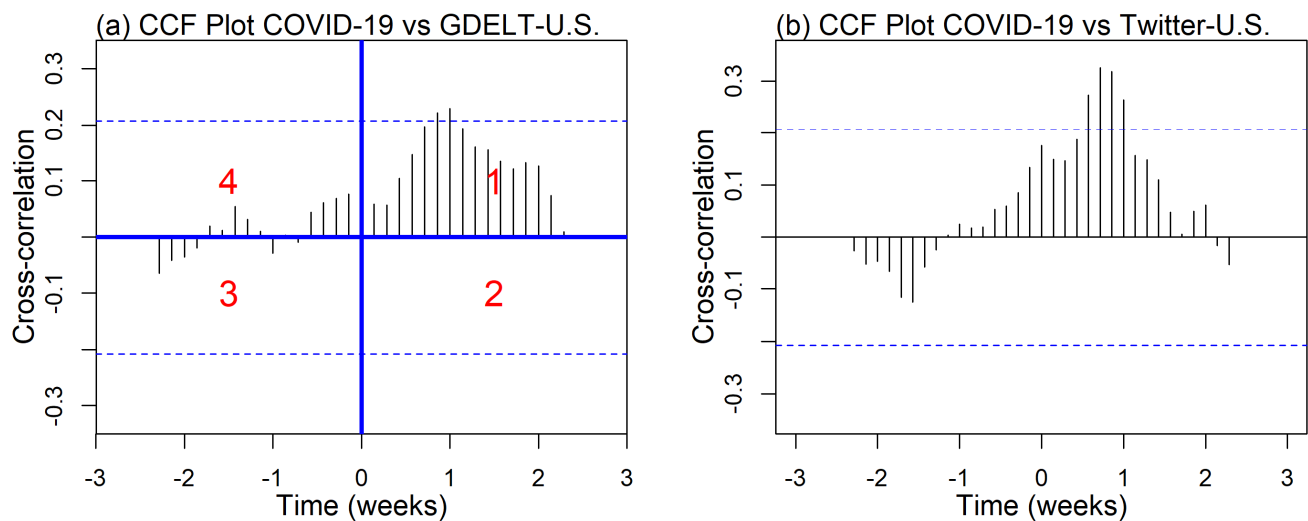 (a) CCF Plot COVID-19 vs GDELT-U.S.
Cross-correlation
0.3
0.2
0.1
-0.1
-0.3
4
1
3
2
-3 -2 -1 0 1 2 3
Time (weeks)
(b) CCF Plot COVID-19 vs Twitter-U.S.
Cross-correlation
0.3
0.1
-0.1
-0.3
-3 -2 -1 0 1 2 3
Time (weeks)